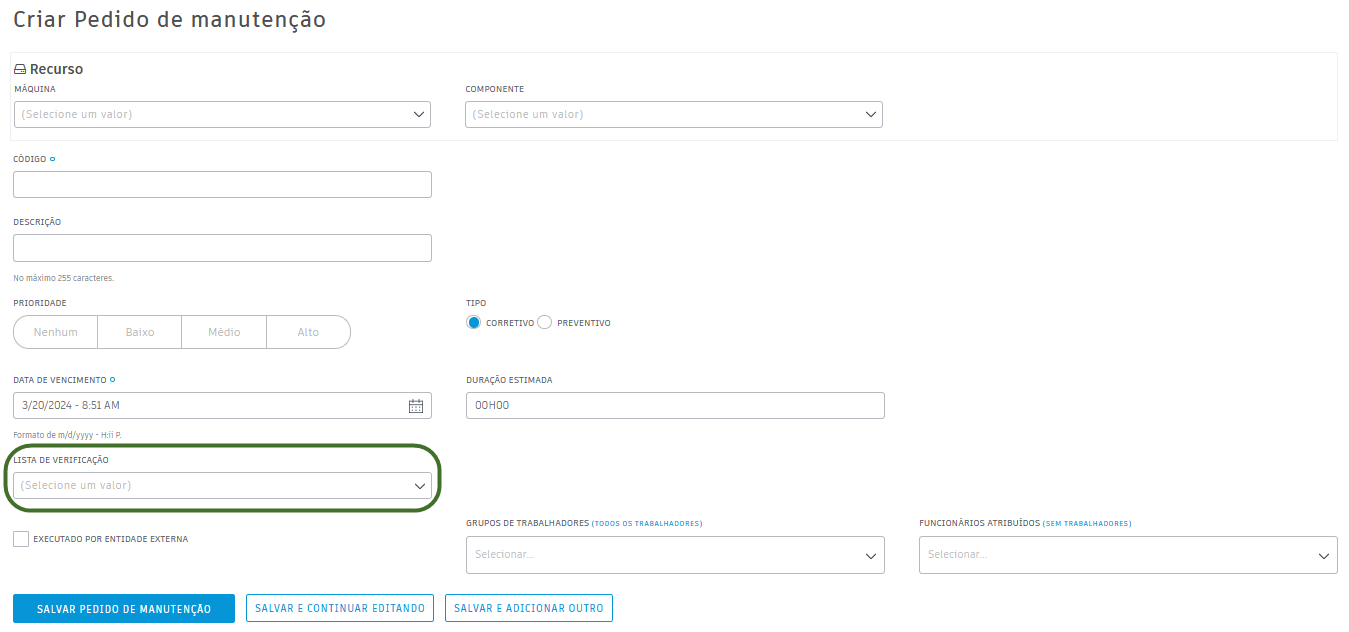 Criar Pedido de manutenção
Recurso
MÁQUINA
COMPONENTE
(Selecione um valor)
(Selecione um valor)
CÓDIGO
DESCRIÇÃO
No máximo 255 caracteres.
PRIORIDADE
TIPO
Nenhum Baixo Médio Alto
CORRETIVO PREVENTIVO
DATA DE VENCIMENTO
DURAÇÃO ESTIMADA
3/20/2024 - 8:51 AM
00H00
Formato de m/d/yyyy - H:ii P.
LISTA DE VERIFICAÇÃO
(Selecione um valor)
EXECUTADO POR ENTIDADE EXTERNA
GRUPOS DE TRABALHADORES (TODOS OS TRABALHADORES)
Selecionar...
FUNCIONÁRIOS ATRIBUÍDOS (SEM TRABALHADORES)
Selecionar...
SALVAR PEDIDO DE MANUTENÇÃO
SALVAR E CONTINUAR EDITANDO
SALVAR E ADICIONAR OUTRO